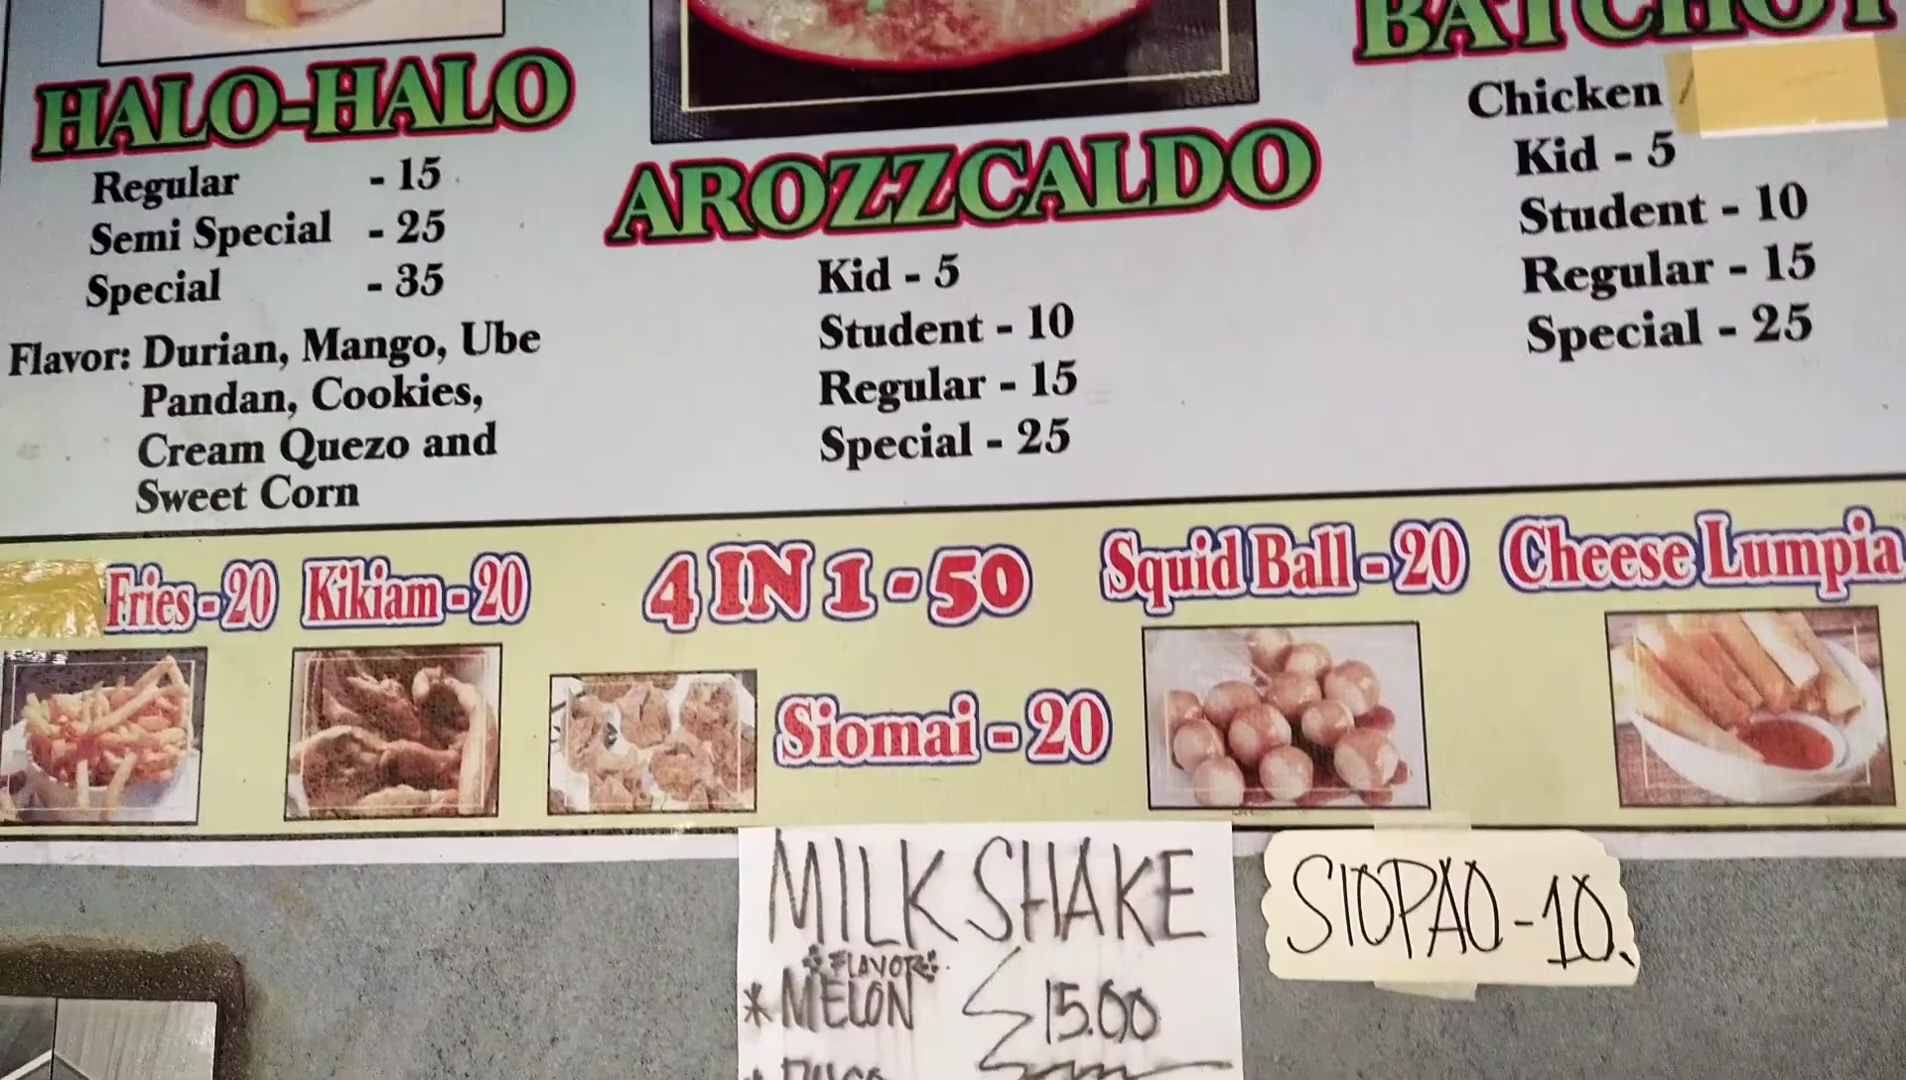 HALO-HALO
Regular - 15
Semi Special - 25
Special - 35
Flavor: Durian, Mango, Ube
Pandan, Cookies,
Cream Quezo and
Sweet Corn
AROZZCALDO
Kid - 5
Student - 10
Regular - 15
Special - 25
Chicken
Kid - 5
Student - 10
Regular - 15
Special - 25
Fries - 20
Kikiam - 20
4 IN 1 - 50
Siomai - 20
Squid Ball - 20
Cheese Lumpia
MILK SHAKE
FLAVOR
* MELON
15.00
SIOPAO - 10.